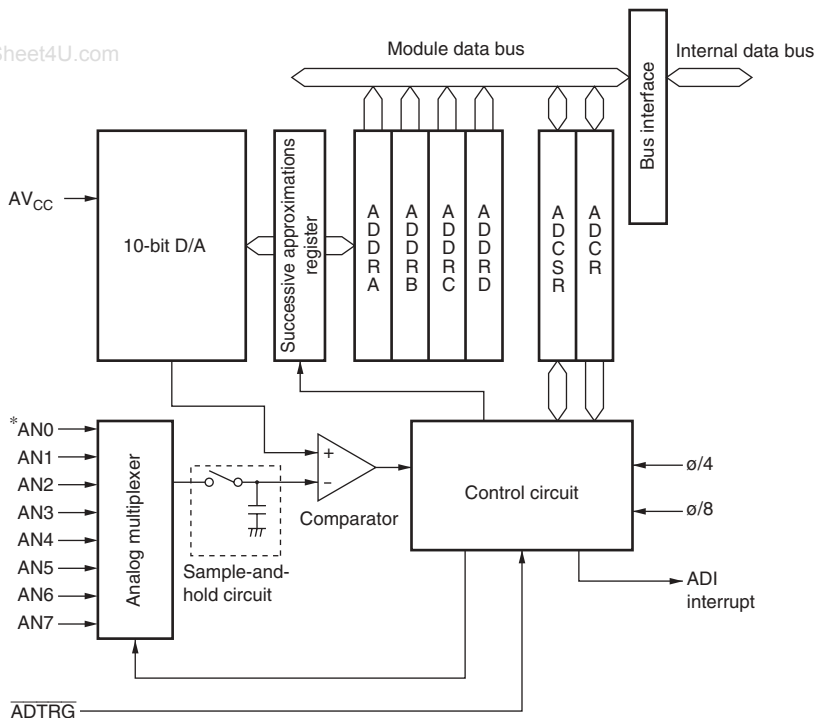 Sheet4U.com
Module data bus
Internal data bus
Bus interface
AVCC
10-bit D/A
Successive approximations
register
ADDRA
ADDRB
ADDRC
ADDRD
ADCSR
ADCR
*AN0
AN1
AN2
AN3
AN4
AN5
AN6
AN7
Analog multiplexer
Sample-and-
hold circuit
+
−
Comparator
Control circuit
ø/4
ø/8
ADI
interrupt
ADTRG